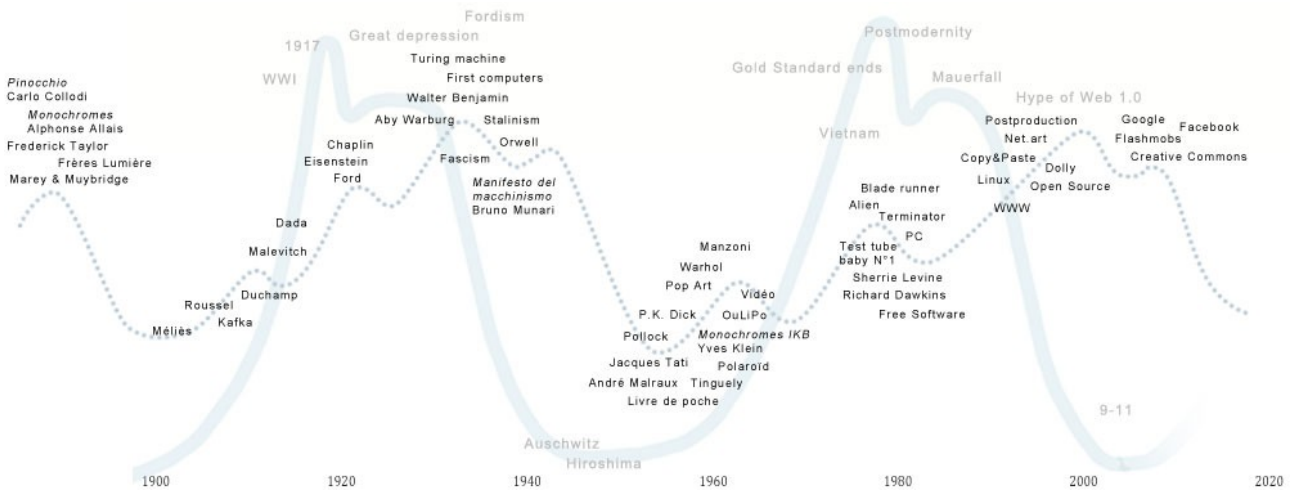 Fordism
Great depression
1917
WWI
Turing machine
First computers
Walter Benjamin
Aby Warburg
Stalinism
Orwell
Fascism
Manifesto del
macchinismo
Bruno Munari
Pinocchio
Carlo Collodi
Monochromes
Alphonse Allais
Frederick Taylor
Frères Lumière
Marey & Muybridge
Chaplin
Eisenstein
Ford
Dada
Malevitch
Duchamp
Roussel
Kafka
Méliès
Auschwitz
Hiroshima
Manzoni
Warhol
Pop Art
Vidéo
P.K. Dick
OuLiPo
Pollock
Monochromes IKB
Yves Klein
Jacques Tati
Polaroïd
André Malraux
Tinguely
Livre de poche
Postmodernity
Gold Standard ends
Mauerfall
Hype of Web 1.0
Vietnam
Postproduction
Net.art
Copy&Paste
Dolly
Linux
Open Source
WWW
Google
Facebook
Flashmobs
Creative Commons
Blade runner
Alien
Terminator
PC
Test tube
baby N°1
Sherrie Levine
Richard Dawkins
Free Software
9-11
1900
1920
1940
1960
1980
2000
2020